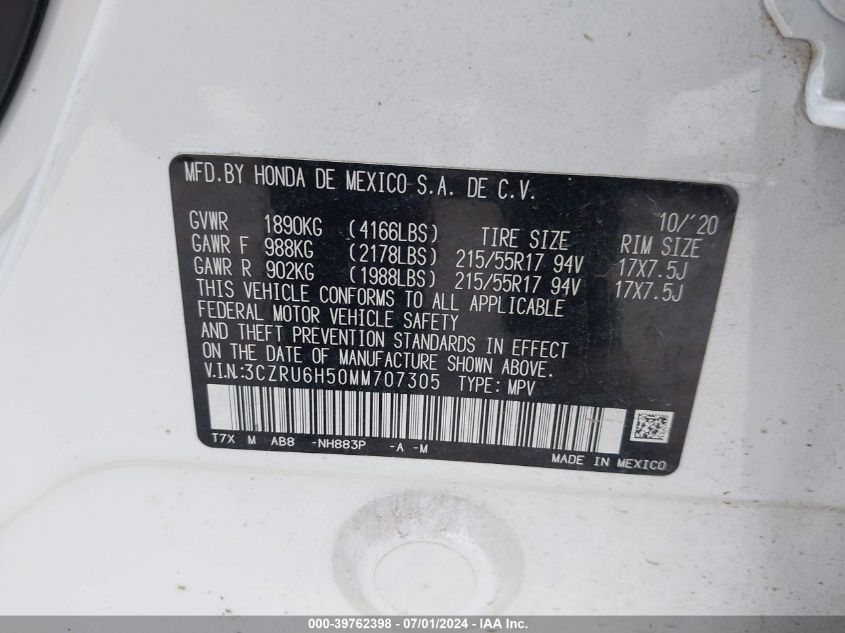 MFD.BY HONDA DE MEXICO S.A. DE C.V.
10/'20
GVWR 1890KG (4166LBS) TIRE SIZE RIM SIZE
GAWR F 988KG (2178LBS) 215/55R17 94V 17X7.5J
GAWR R 902KG (1988LBS) 215/55R17 94V 17X7.5J
THIS VEHICLE CONFORMS TO ALL APPLICABLE
FEDERAL MOTOR VEHICLE SAFETY
AND THEFT PREVENTION STANDARDS IN EFFECT
ON THE DATE OF MANUFACTURE SHOWN ABOVE.
V.I.N:3CZRU6H50MM707305 TYPE: MPV
T7X M AB8 -NH883P -A -M
MADE IN MEXICO
000-39762398 - 07/01/2024 - IAA Inc.